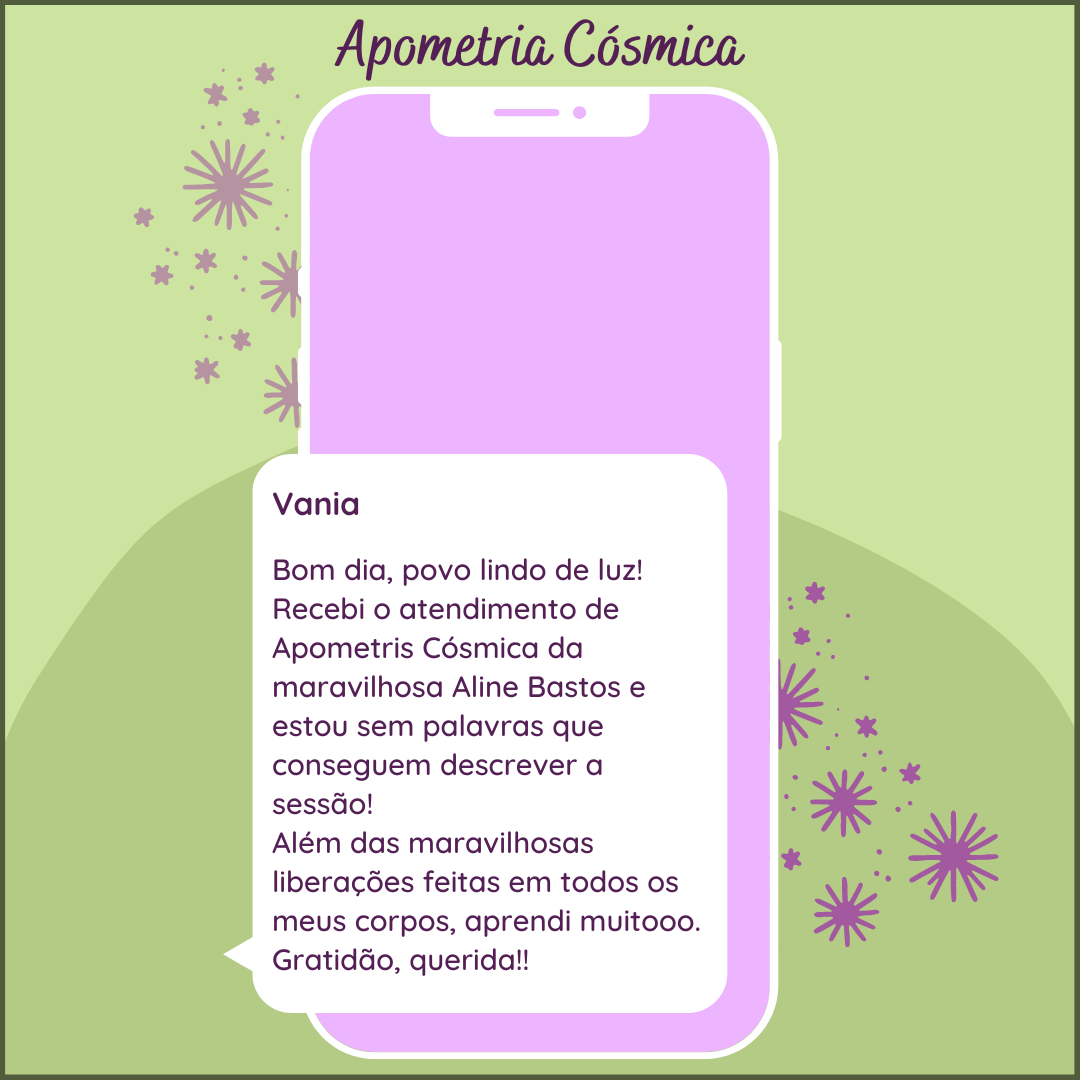 Apometria Cósmica
Vania
Bom dia, povo lindo de luz!
Recebi o atendimento de
Apometris Cósmica da
maravilhosa Aline Bastos e
estou sem palavras que
conseguem descrever a
sessão!
Além das maravilhosas
liberações feitas em todos os
meus corpos, aprendi muitooo.
Gratidão, querida!!